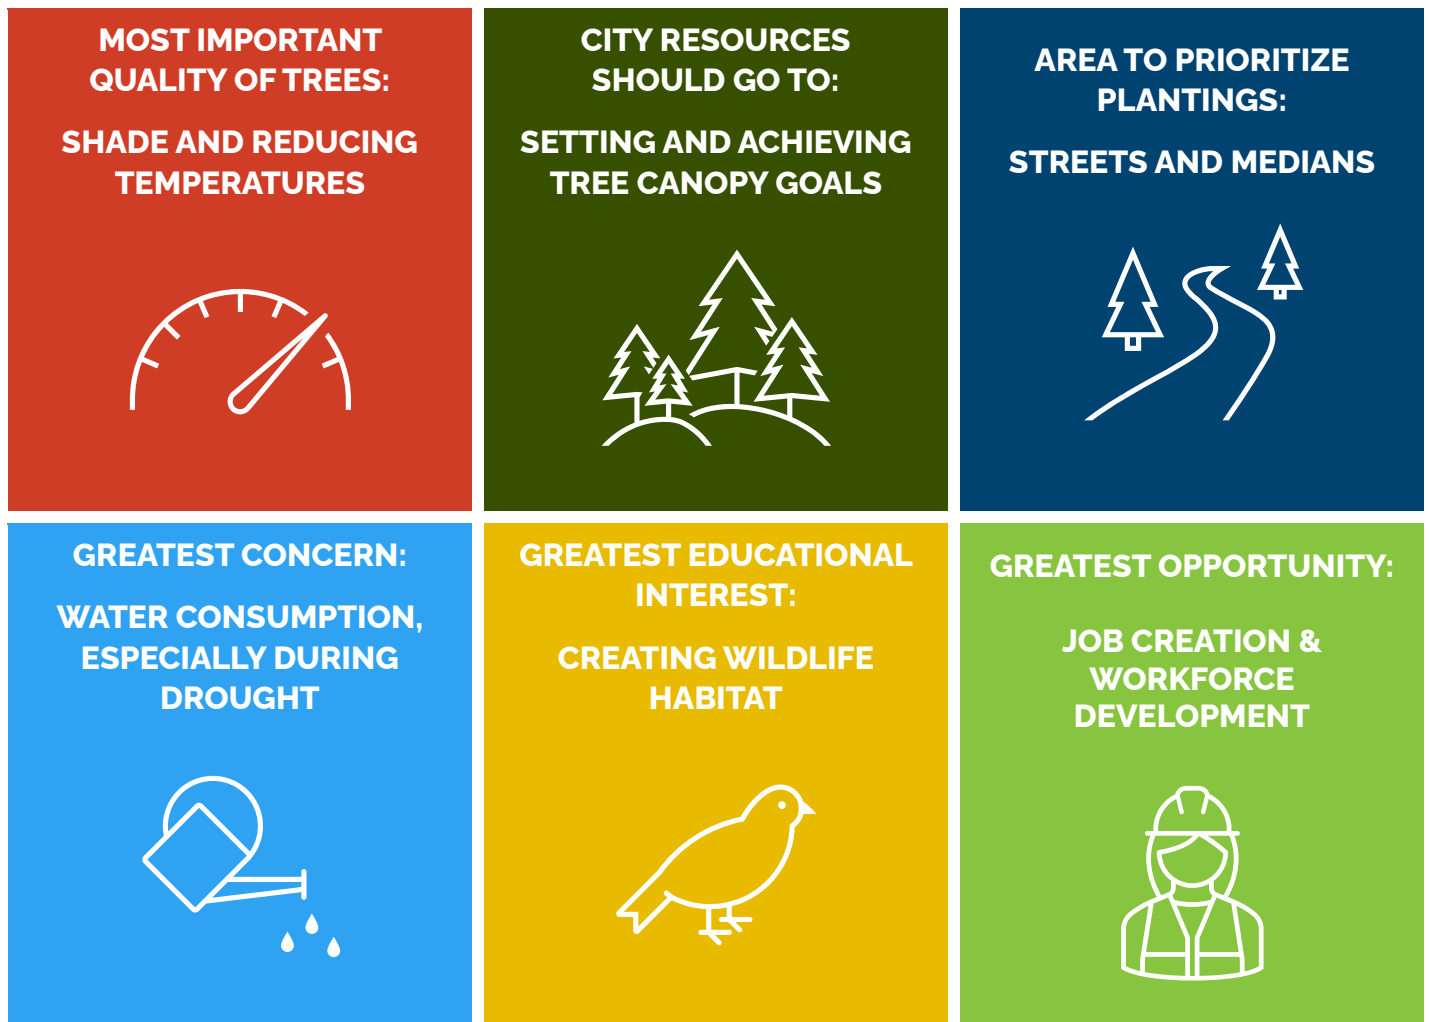 MOST IMPORTANT
QUALITY OF TREES:
SHADE AND REDUCING
TEMPERATURES
CITY RESOURCES
SHOULD GO TO:
SETTING AND ACHIEVING
TREE CANOPY GOALS
AREA TO PRIORITIZE
PLANTINGS:
STREETS AND MEDIANS
GREATEST CONCERN:
WATER CONSUMPTION,
ESPECIALLY DURING
DROUGHT
GREATEST EDUCATIONAL
INTEREST:
CREATING WILDLIFE
HABITAT
GREATEST OPPORTUNITY:
JOB CREATION &
WORKFORCE
DEVELOPMENT